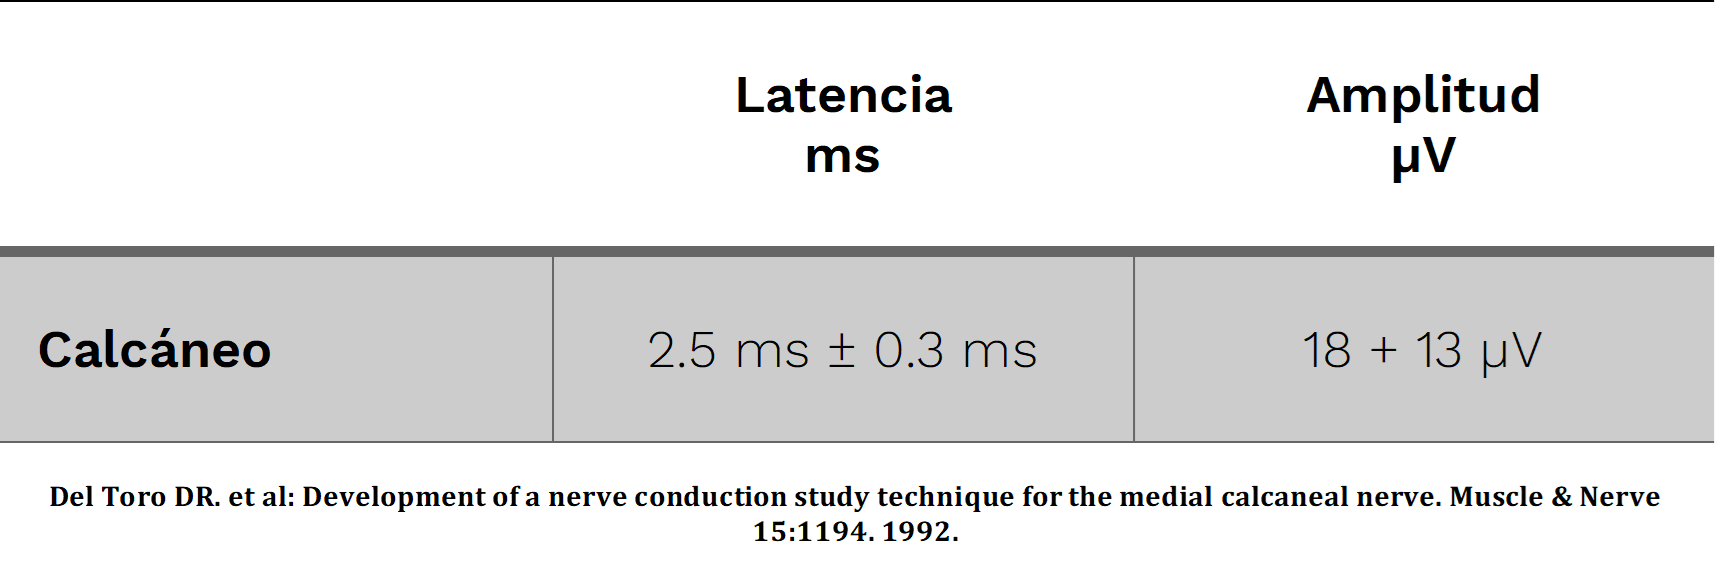 Latencia
ms
Amplitud
µV
Calcáneo
2.5 ms ± 0.3 ms
18 + 13 µV
Del Toro DR. et al: Development of a nerve conduction study technique for the medial calcaneal nerve. Muscle & Nerve
15:1194. 1992.